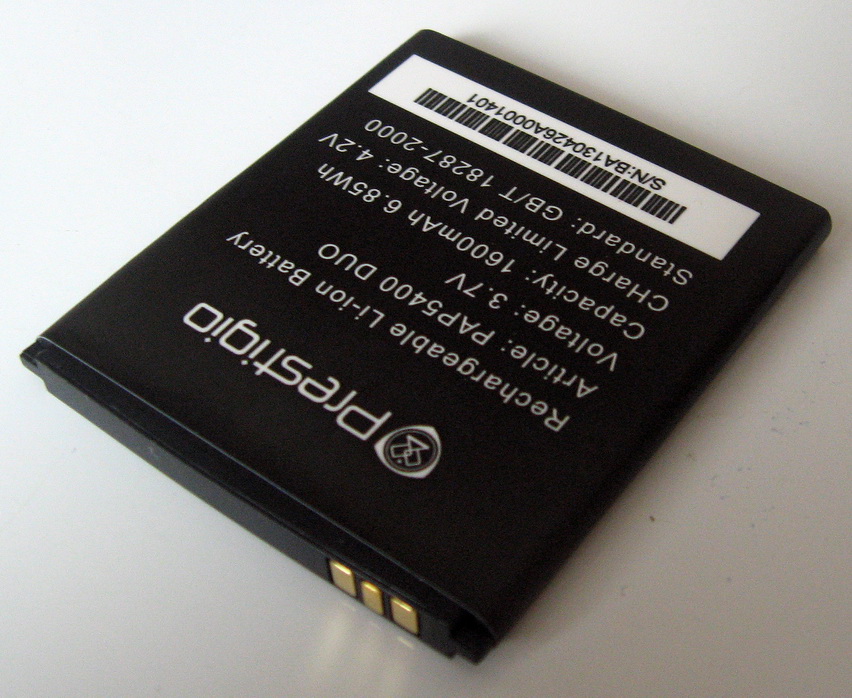 prestigio
Rechargeable Li-ion Battery
Article: PAP5400 DUO
Voltage: 3.7V
Capacity: 1600mAh 6.85Wh
CHarge Limited Voltage: 4.2V
Standard: GB/T 18287-2000
S/N:BA130426A0001401